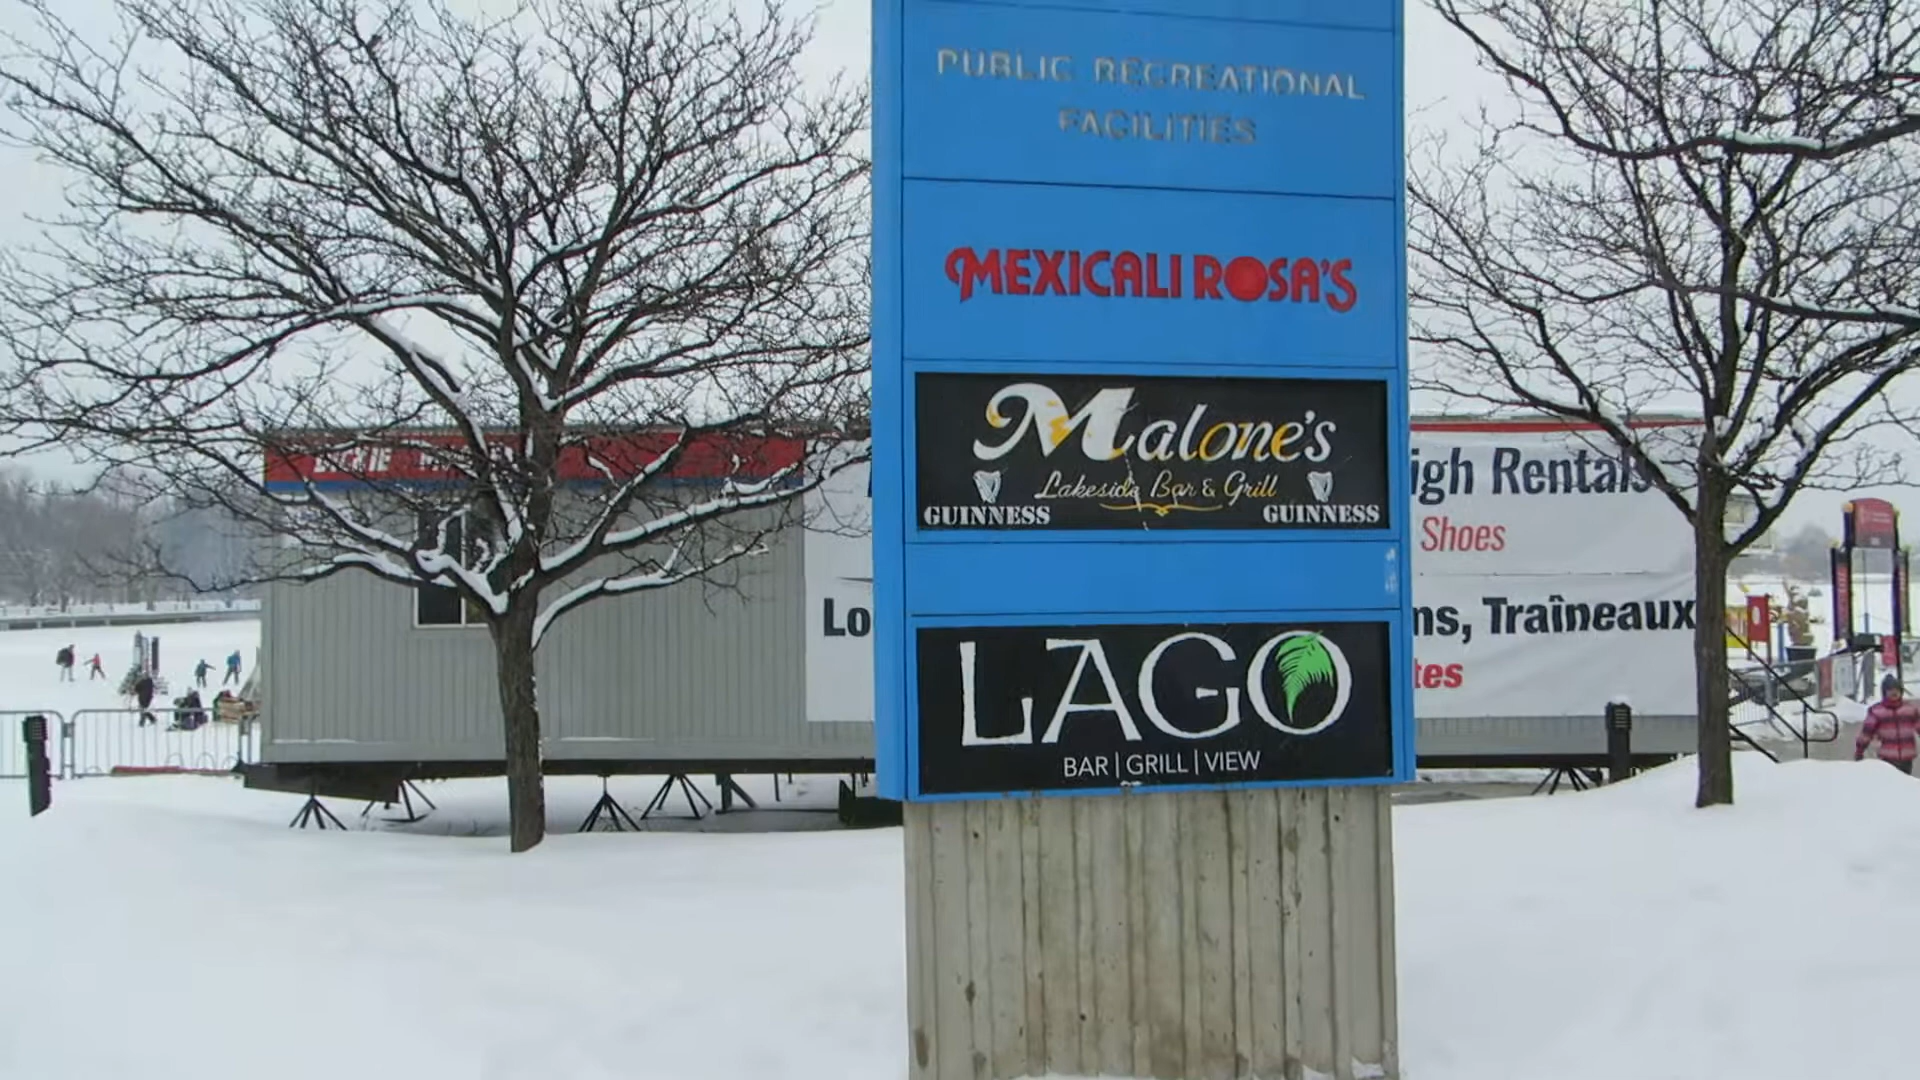 PUBLIC RECREATIONAL
FACILITIES
MEXICALI ROSA'S
Malone's
Lakeside Bar & Grill
GUINNESS GUINNESS
LAGO
BAR | GRILL | VIEW
igh Rentals
Shoes
Lo
ns, Traîneaux
tes